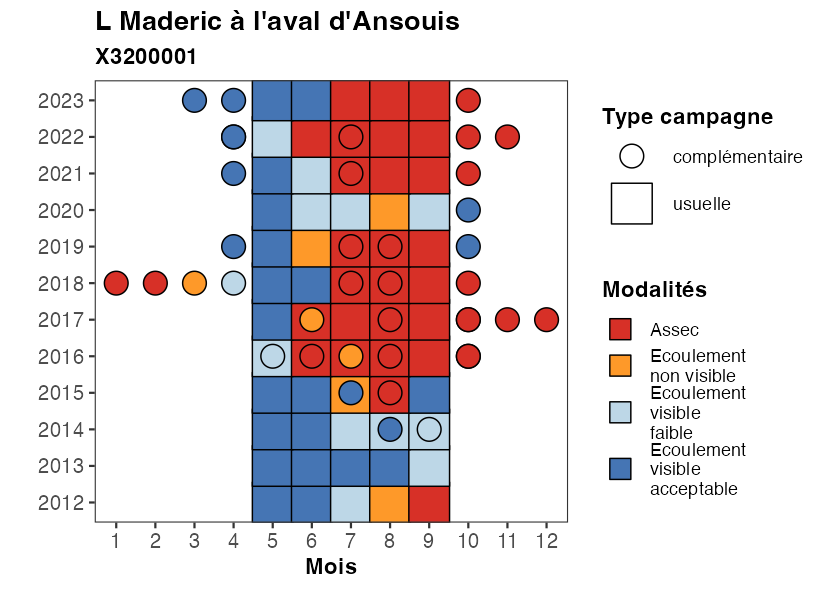 L Maderic à l'aval d'Ansouis
X3200001
2023
2022
2021
2020
2019
2018
2017
2016
2015
2014
2013
2012
1 2 3 4 5 6 7 8 9 10 11 12
Mois
Type campagne
complémentaire
usuelle
Modalités
Assec
Ecoulement
non visible
Ecoulement
visible
faible
Ecoulement
visible
acceptable